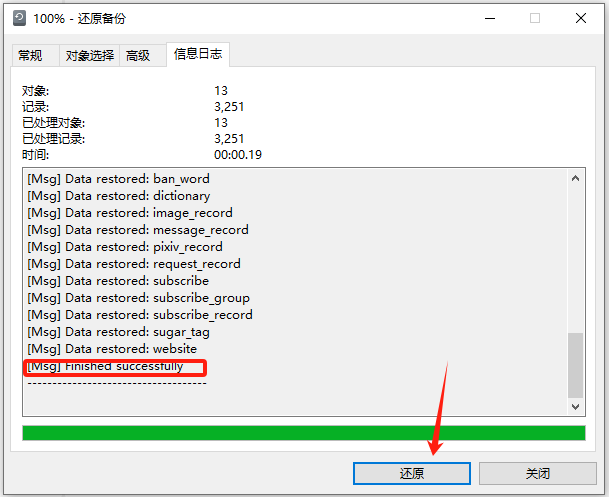 100% - 还原备份
常规 对象选择 高级 信息日志
对象: 13
记录: 3,251
已处理对象: 13
已处理记录: 3,251
时间: 00:00.19
[Msg] Data restored: ban_word
[Msg] Data restored: dictionary
[Msg] Data restored: image_record
[Msg] Data restored: message_record
[Msg] Data restored: pixiv_record
[Msg] Data restored: request_record
[Msg] Data restored: subscribe
[Msg] Data restored: subscribe_group
[Msg] Data restored: subscribe_record
[Msg] Data restored: sugar_tag
[Msg] Data restored: website
[Msg] Finished successfully
------------------------------------
还原 关闭